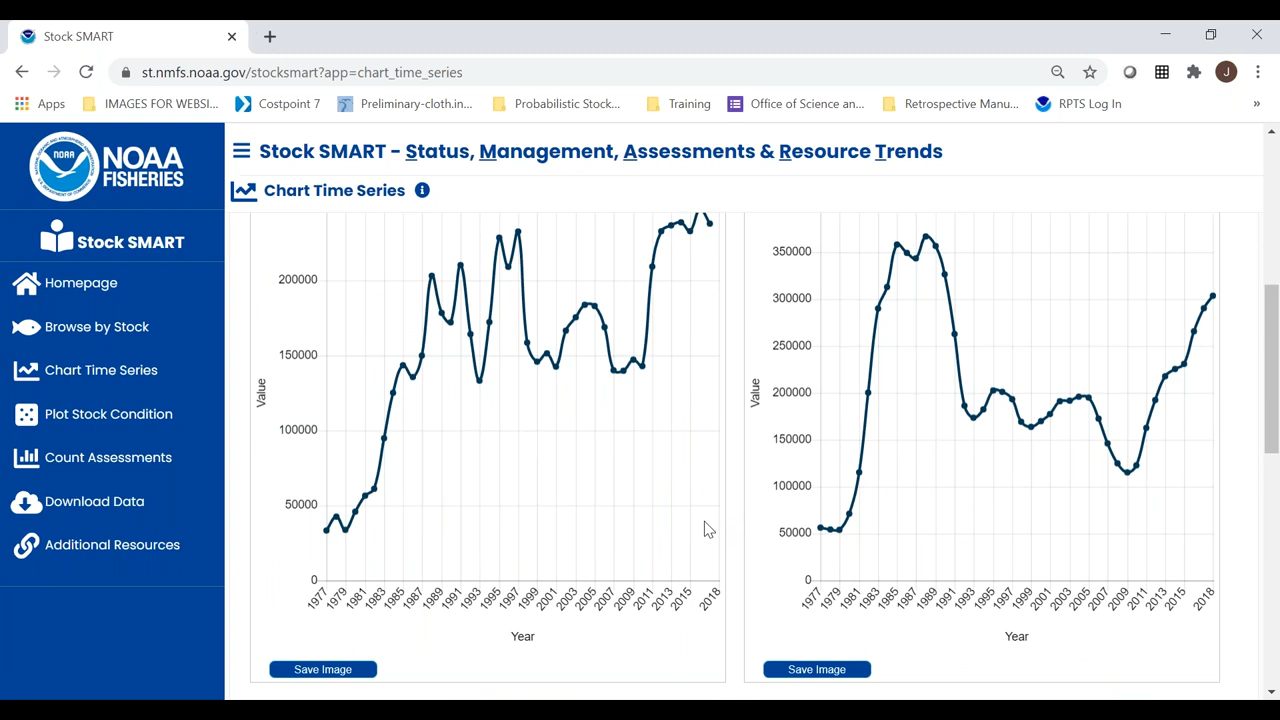 Stock SMART
st.nmfs.noaa.gov/stocksmart?app=chart_time_series
J
Apps
IMAGES FOR WEBSI...
Costpoint 7
Preliminary-cloth.in...
Probabilistic Stock...
Training
Office of Science an...
Retrospective Manu...
RPTS Log In
»
NOAA
NOAA
FISHERIES
Stock SMART
Homepage
Browse by Stock
Chart Time Series
Plot Stock Condition
Count Assessments
Download Data
Additional Resources
Stock SMART - Status, Management, Assessments & Resource Trends
Chart Time Series
Value
200000
150000
100000
50000
0
1977 1979 1981 1983 1985 1987 1989 1991 1993 1995 1997 1999 2001 2003 2005 2007 2009 2011 2013 2015 2018
Year
Save Image
Value
350000
300000
250000
200000
150000
100000
50000
0
1977 1979 1981 1983 1985 1987 1989 1991 1993 1995 1997 1999 2001 2003 2005 2007 2009 2011 2013 2015 2018
Year
Save Image